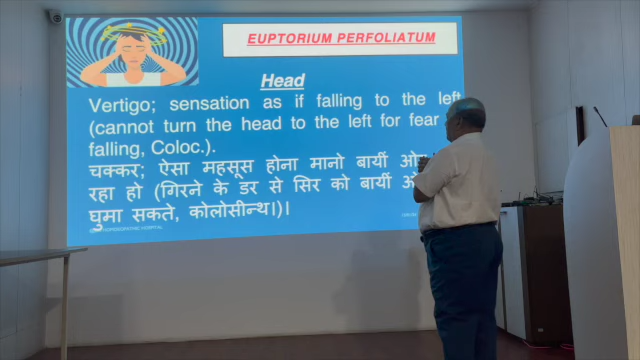 EUPTORIUM PERFOLIATUM
Head
Vertigo; sensation as if falling to the left
(cannot turn the head to the left for fear
falling, Coloc.).
चक्कर; ऐसा महसूस होना मानो बायीं
रहा हो (गिरने के डर से सिर को बायीं
घुमा सकते, कोलोसीन्थ।)।